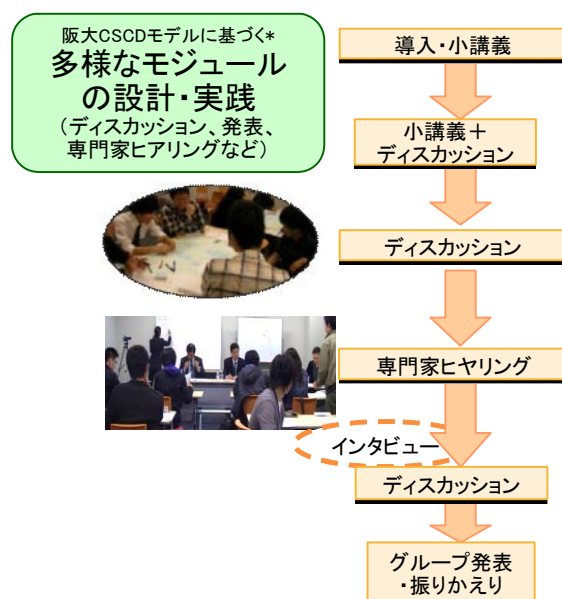 阪大CSCDモデルに基づく*
多様なモジュール
の設計・実践
（ディスカッション、発表、
専門家ヒアリングなど）
導入・小講義
小講義＋
ディスカッション
ディスカッション
専門家ヒヤリング
インタビュー
ディスカッション
グループ発表
・振りかえり